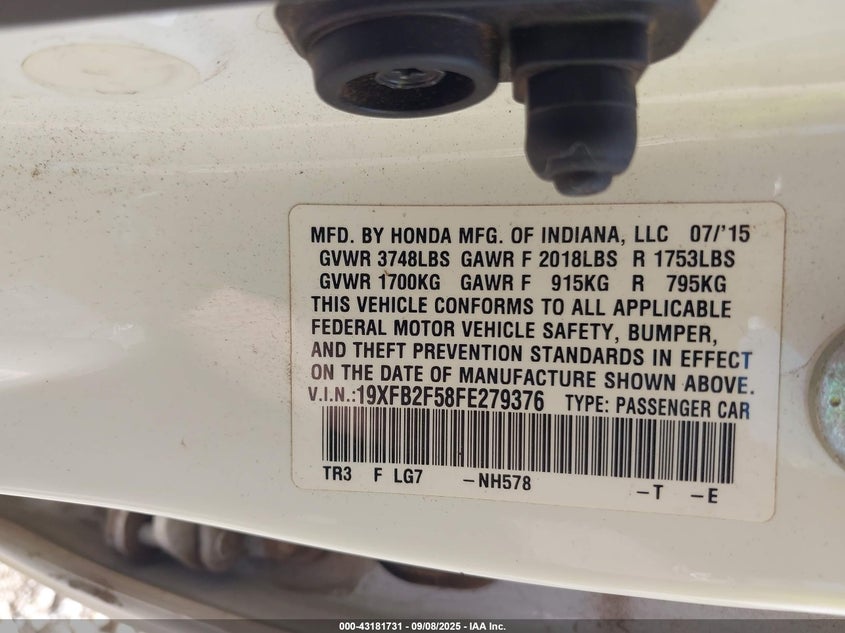 MFD. BY HONDA MFG. OF INDIANA, LLC 07/'15
GVWR 3748LBS GAWR F 2018LBS R 1753LBS
GVWR 1700KG GAWR F 915KG R 795KG
THIS VEHICLE CONFORMS TO ALL APPLICABLE
FEDERAL MOTOR VEHICLE SAFETY, BUMPER,
AND THEFT PREVENTION STANDARDS IN EFFECT
ON THE DATE OF MANUFACTURE SHOWN ABOVE.
V.I.N.:19XFB2F58FE279376 TYPE: PASSENGER CAR
TR3 F LG7 -NH578 -T -E
000-43181731 - 09/08/2025 - IAA Inc.